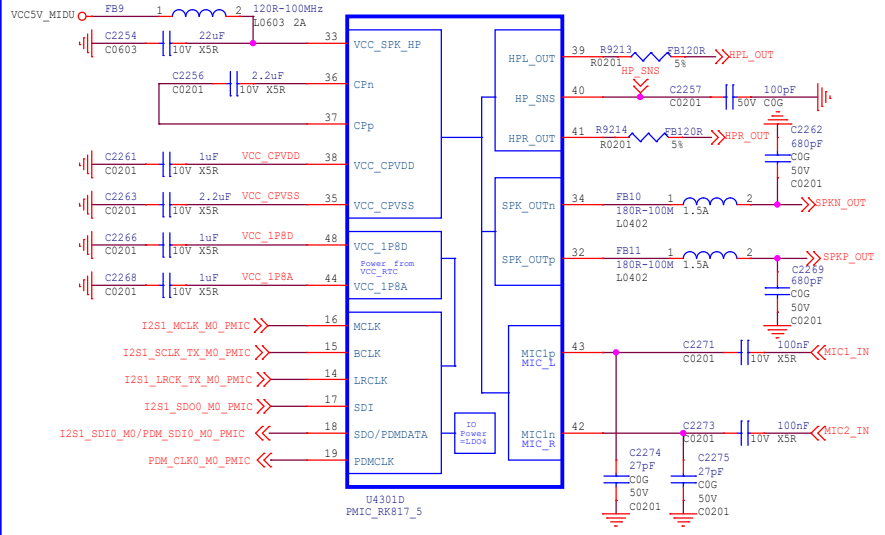 VCC5V_MIDU
FB9
1
2
120R-100MHz
L0603 2A
C2254
C0603
22uF
10V X5R
33
VCC_SPK_HP
C2256
C0201
2.2uF
10V X5R
36
CPn
37
CPp
C2261
C0201
1uF
10V X5R
VCC_CPVDD
38
VCC_CPVDD
C2263
C0201
2.2uF
10V X5R
VCC_CPVSS
35
VCC_CPVSS
C2266
C0201
1uF
10V X5R
VCC_1P8D
48
VCC_1P8D
Power from
VCC_RTC
C2268
C0201
1uF
10V X5R
VCC_1P8A
44
VCC_1P8A
I2S1_MCLK_M0_PMIC
16
MCLK
I2S1_SCLK_TX_M0_PMIC
15
BCLK
I2S1_LRCK_TX_M0_PMIC
14
LRCLK
I2S1_SDO0_M0_PMIC
17
SDI
I2S1_SDI0_M0/PDM_SDI0_M0_PMIC
18
SDO/PDMDATA
PDM_CLK0_M0_PMIC
19
PDMCLK
IO
Power
=LDO4
U4301D
PMIC_RK817_5
HPL_OUT
39
R9213
R0201
FB120R
5%
HPL_OUT
HP_SNS
HP_SNS
40
C2257
C0201
100pF
50V C0G
HPR_OUT
41
R9214
R0201
FB120R
5%
HPR_OUT
C2262
680pF
C0G
50V
C0201
SPK_OUTn
34
FB10
180R-100M
L0402
1
2
1.5A
SPKN_OUT
SPK_OUTp
32
FB11
180R-100M
L0402
1
2
1.5A
SPKP_OUT
C2269
680pF
C0G
50V
C0201
MIC1p
MIC_L
43
C2271
C0201
100nF
10V X5R
MIC1_IN
MIC1n
MIC_R
42
C2273
C0201
100nF
10V X5R
MIC2_IN
C2274
27pF
C0G
50V
C0201
C2275
27pF
C0G
50V
C0201